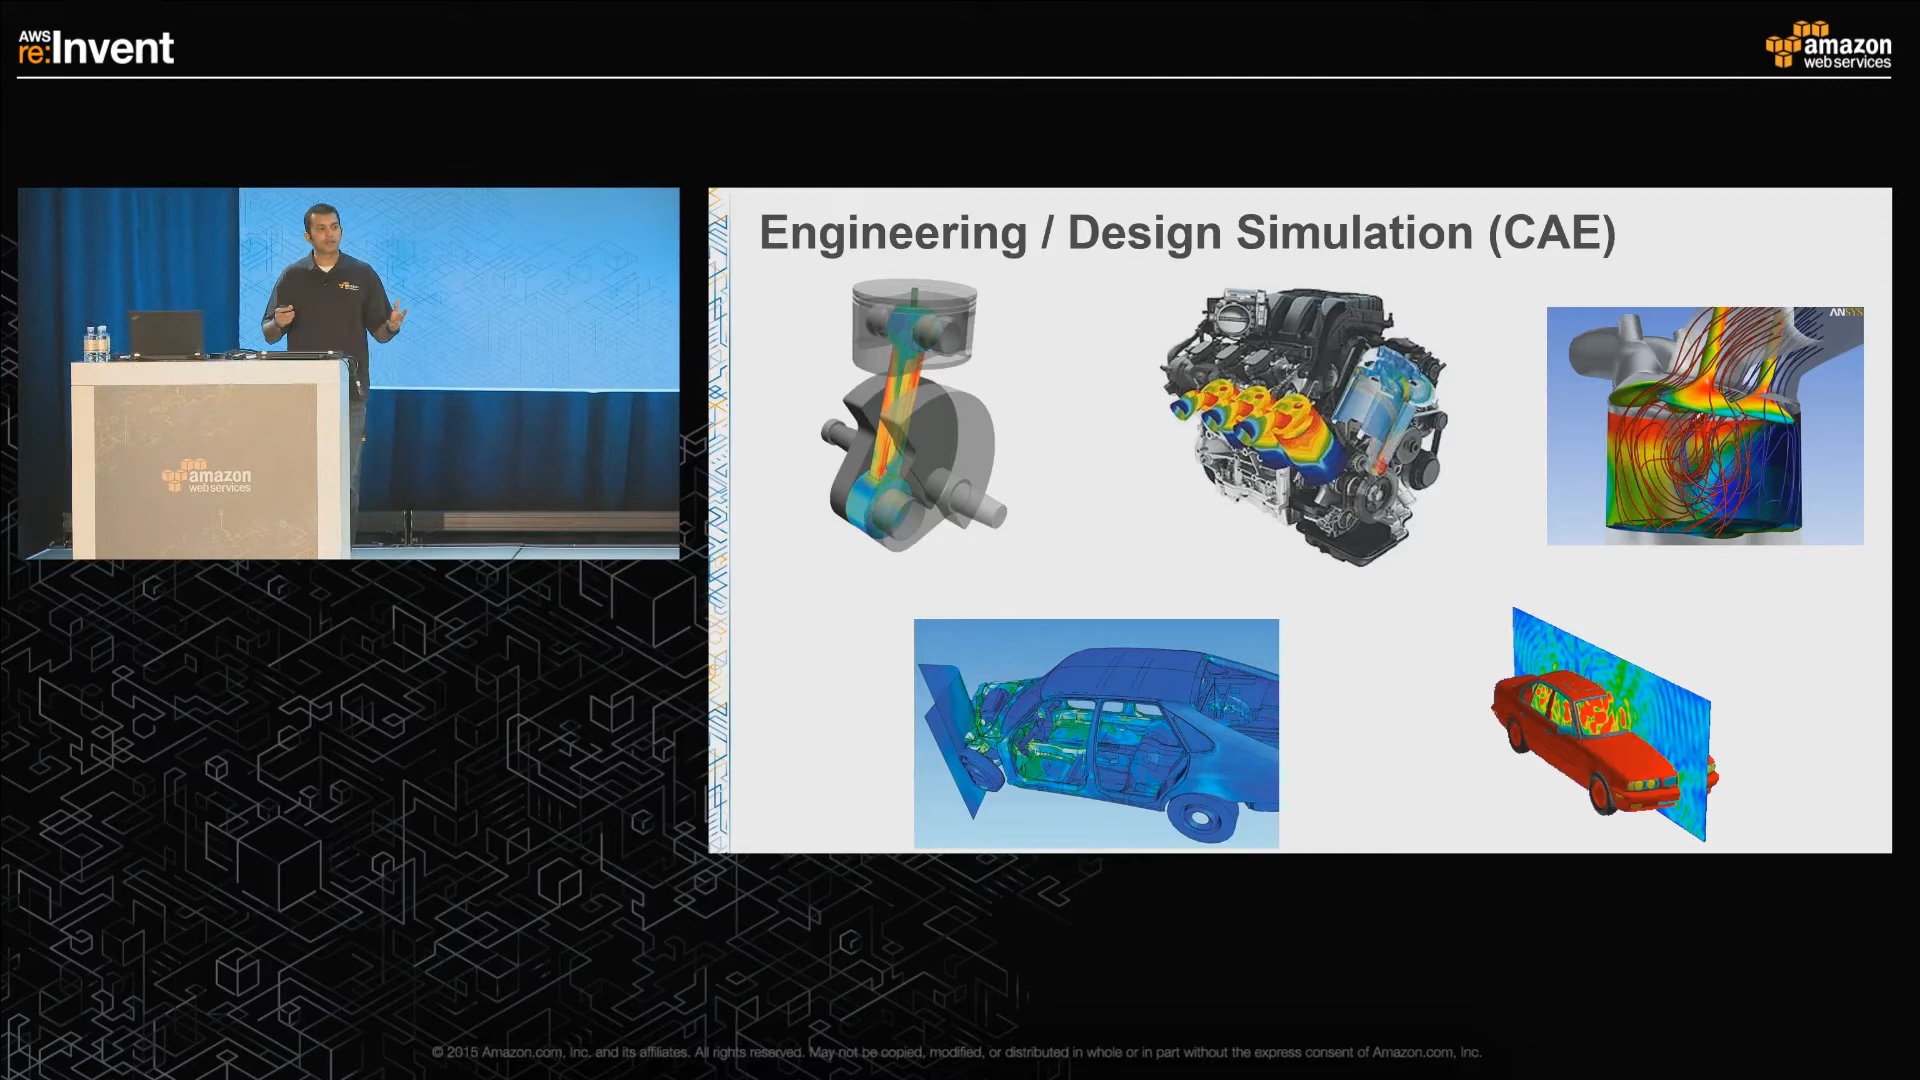 AWS
re:Invent
amazon
web services
Engineering / Design Simulation (CAE)
ANSYS
amazon
web services
© 2015 Amazon.com, Inc. and its affiliates. All rights reserved. May not be copied, modified, or distributed in whole or in part without the express consent of Amazon.com, Inc.